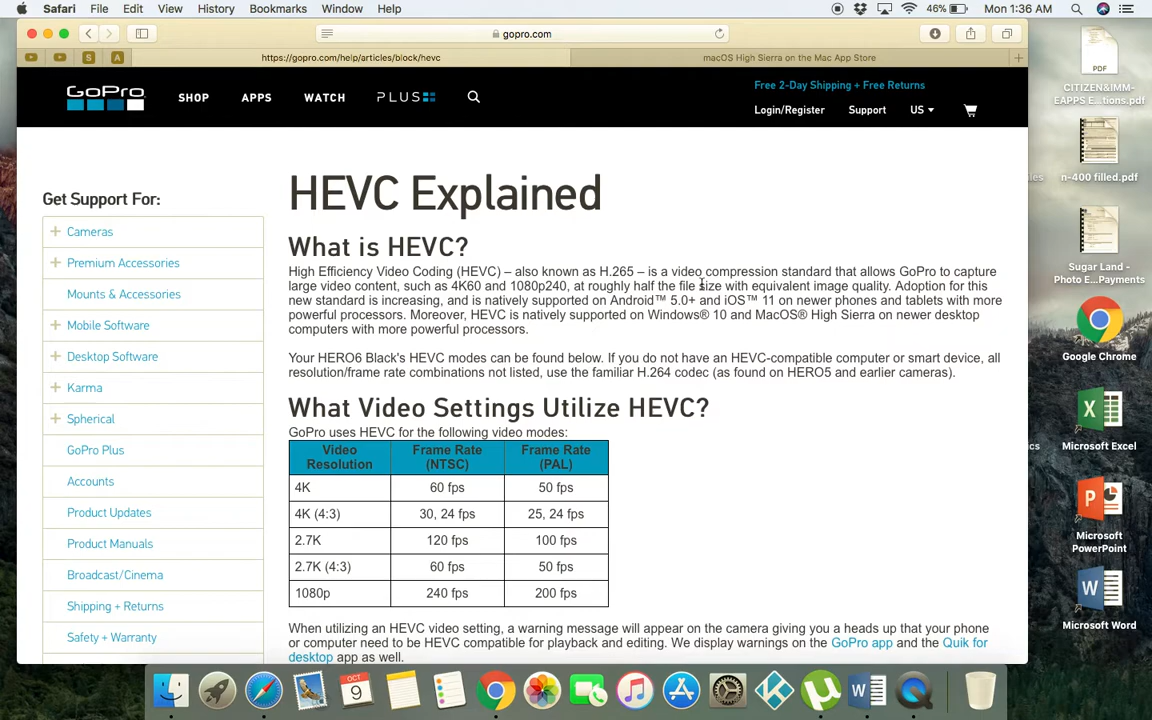 Safari File Edit View History Bookmarks Window Help
46% Mon 1:36 AM
gopro.com
S A https://gopro.com/help/articles/block/hevc macOS High Sierra on the Mac App Store
GoPro SHOP APPS WATCH PLUS
Free 2-Day Shipping + Free Returns
Login/Register Support US
Get Support For:
Cameras
Premium Accessories
Mounts & Accessories
Mobile Software
Desktop Software
Karma
Spherical
GoPro Plus
Accounts
Product Updates
Product Manuals
Broadcast/Cinema
Shipping + Returns
Safety + Warranty
HEVC Explained
What is HEVC?
High Efficiency Video Coding (HEVC) – also known as H.265 – is a video compression standard that allows GoPro to capture
large video content, such as 4K60 and 1080p240, at roughly half the file size with equivalent image quality. Adoption for this
new standard is increasing, and is natively supported on Android™ 5.0+ and iOS™ 11 on newer phones and tablets with more
powerful processors. Moreover, HEVC is natively supported on Windows® 10 and MacOS® High Sierra on newer desktop
computers with more powerful processors.
Your HERO6 Black's HEVC modes can be found below. If you do not have an HEVC-compatible computer or smart device, all
resolution/frame rate combinations not listed, use the familiar H.264 codec (as found on HERO5 and earlier cameras).
What Video Settings Utilize HEVC?
GoPro uses HEVC for the following video modes:
Video Resolution Frame Rate (NTSC) Frame Rate (PAL)
4K 60 fps 50 fps
4K (4:3) 30, 24 fps 25, 24 fps
2.7K 120 fps 100 fps
2.7K (4:3) 60 fps 50 fps
1080p 240 fps 200 fps
When utilizing an HEVC video setting, a warning message will appear on the camera giving you a heads up that your phone
or computer need to be HEVC compatible for playback and editing. We display warnings on the GoPro app and the Quik for
desktop app as well.
PDF
CITIZEN&IMM-
EAPPS E...tions.pdf
n-400 filled.pdf
Sugar Land -
Photo E...Payments
Google Chrome
Microsoft Excel
Microsoft
PowerPoint
Microsoft Word
OCT
9